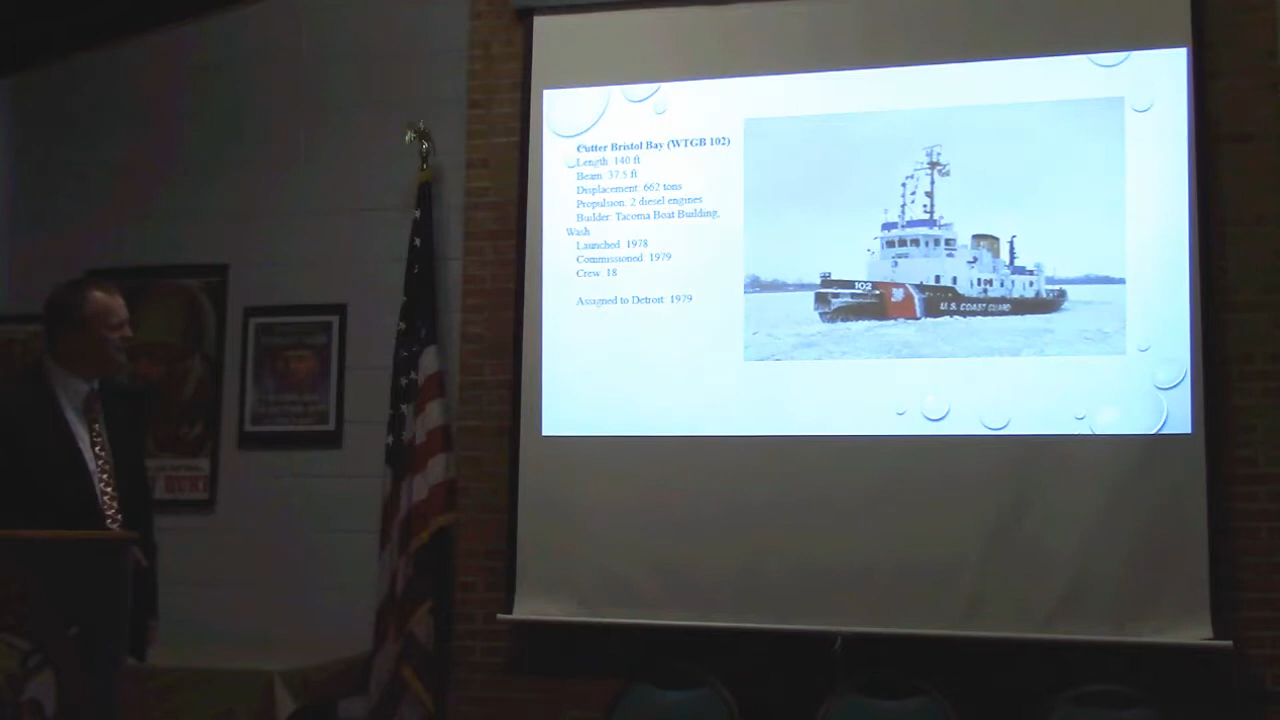 Cutter Bristol Bay (WTGB 102)
Length: 140 ft
Beam: 37.5 ft
Displacement: 662 tons
Propulsion: 2 diesel engines
Builder: Tacoma Boat Building,
Wash
Launched: 1978
Commissioned: 1979
Crew: 18
Assigned to Detroit: 1979
102
U.S. COAST GUARD